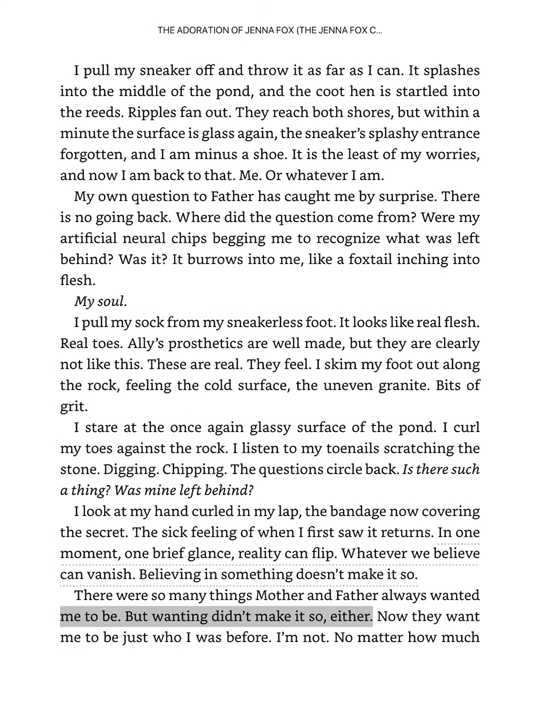 THE ADORATION OF JENNA FOX (THE JENNA FOX C...
I pull my sneaker off and throw it as far as I can. It splashes
into the middle of the pond, and the coot hen is startled into
the reeds. Ripples fan out. They reach both shores, but within a
minute the surface is glass again, the sneaker's splashy entrance
forgotten, and I am minus a shoe. It is the least of my worries,
and now I am back to that. Me. Or whatever I am.
My own question to Father has caught me by surprise. There
is no going back. Where did the question come from? Were my
artificial neural chips begging me to recognize what was left
behind? Was it? It burrows into me, like a foxtail inching into
flesh.
My soul.
I pull my sock from my sneakerless foot. It looks like real flesh.
Real toes. Ally's prosthetics are well made, but they are clearly
not like this. These are real. They feel. I skim my foot out along
the rock, feeling the cold surface, the uneven granite. Bits of
grit.
I stare at the once again glassy surface of the pond. I curl
my toes against the rock. I listen to my toenails scratching the
stone. Digging. Chipping. The questions circle back. Is there such
a thing? Was mine left behind?
I look at my hand curled in my lap, the bandage now covering
the secret. The sick feeling of when I first saw it returns. In one
moment, one brief glance, reality can flip. Whatever we believe
can vanish. Believing in something doesn't make it so.
There were so many things Mother and Father always wanted
me to be. But wanting didn't make it so, either. Now they want
me to be just who I was before. I'm not. No matter how much